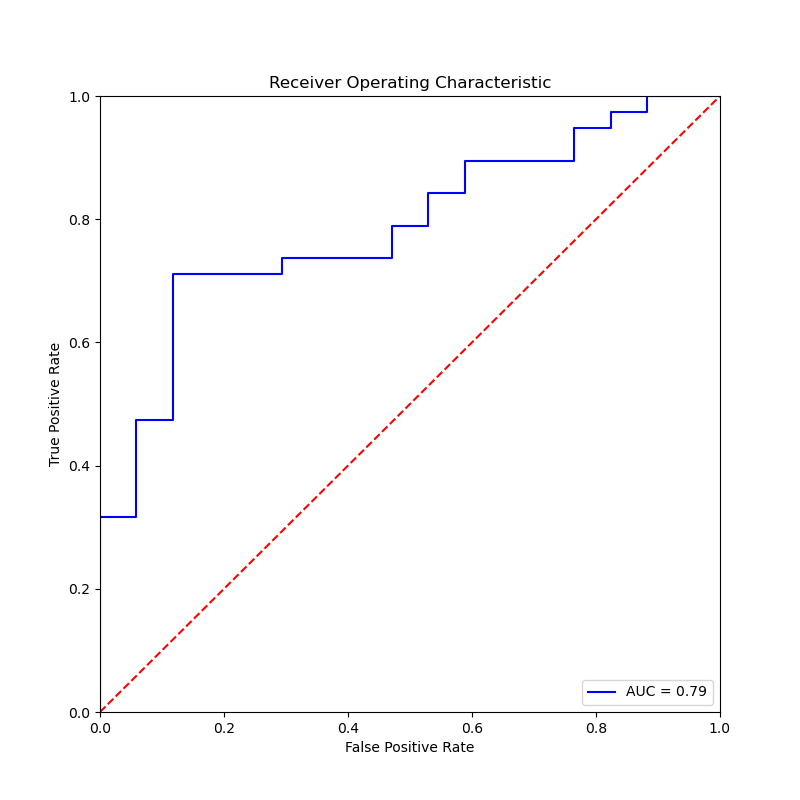 Receiver Operating Characteristic
1.0
0.8
0.6
0.4
0.2
0.0
True Positive Rate
AUC = 0.79
0.0 0.2 0.4 0.6 0.8 1.0
False Positive Rate